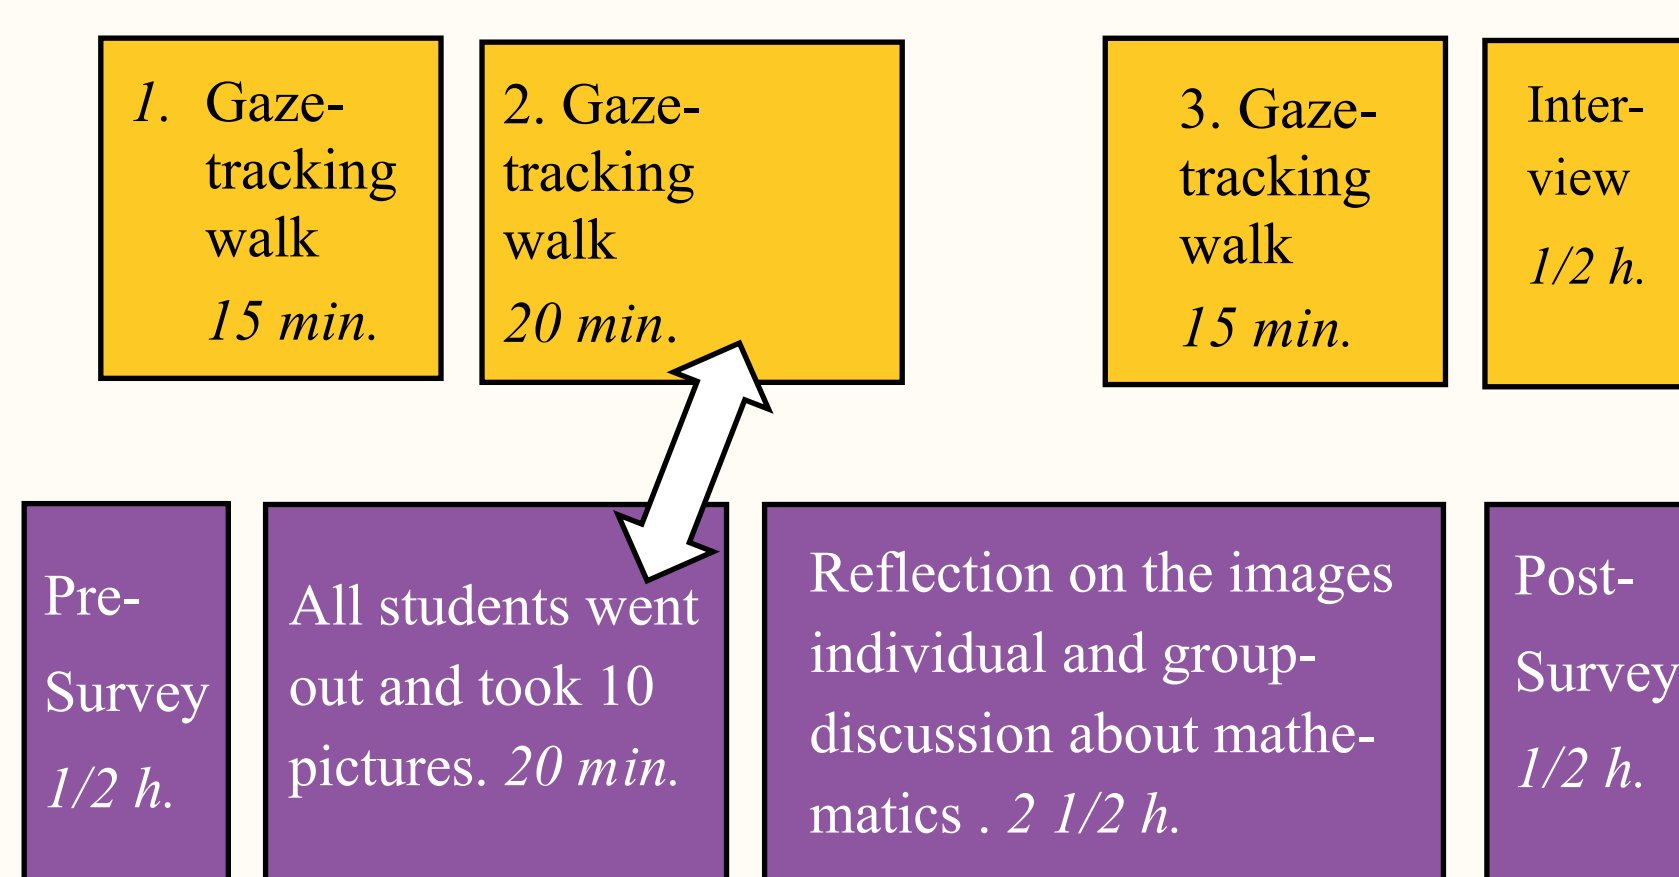 1. Gaze-
tracking
walk
15 min.
2. Gaze-
tracking
walk
20 min.
3. Gaze-
tracking
walk
15 min.
Inter-
view
1/2 h.
Pre-
Survey
1/2 h.
All students went
out and took 10
pictures. 20 min.
Reflection on the images
individual and group-
discussion about mathe-
matics . 2 1/2 h.
Post-
Survey
1/2 h.